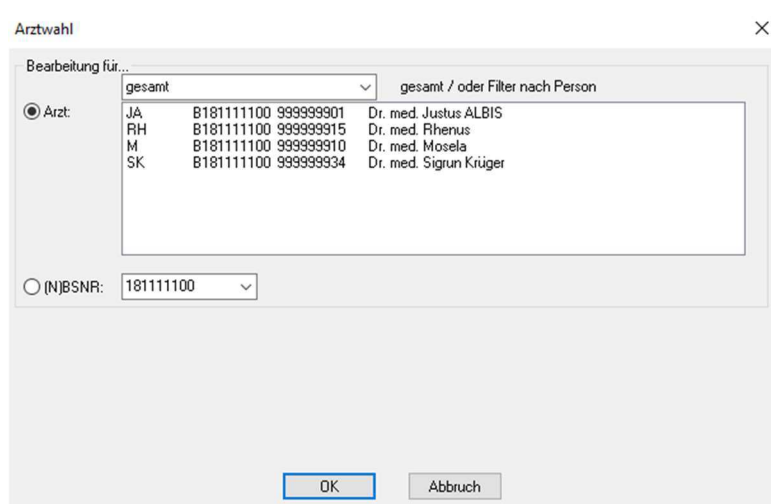 Arztwahl
Bearbeitung für...
gesamt gesamt / oder Filter nach Person
Arzt:
JA B181111100 999999901 Dr. med. Justus ALBIS
RH B181111100 999999915 Dr. med. Rhenus
M B181111100 999999910 Dr. med. Mosela
SK B181111100 999999934 Dr. med. Sigrun Krüger
(N)BSNR: 181111100
OK Abbruch